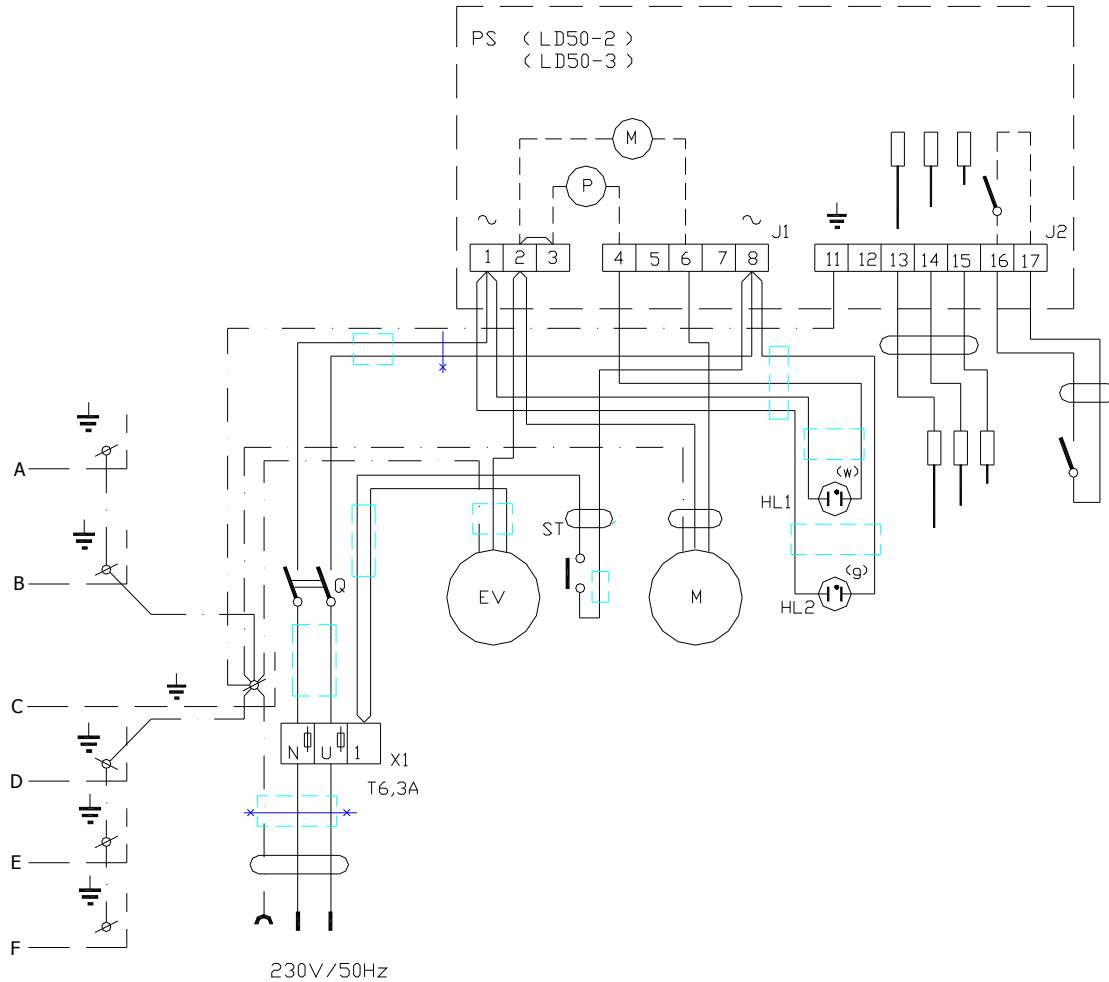 PS (LD50-2)
(LD50-3)
M
P
~ ~
J1 J2
1 2 3 4 5 6 7 8 11 12 13 14 15 16 17
A
(w)
HL1
ST
B
EV M
Q
(g)
HL2
C
N U 1
X1
D
T6,3A
E
F
230V/50Hz